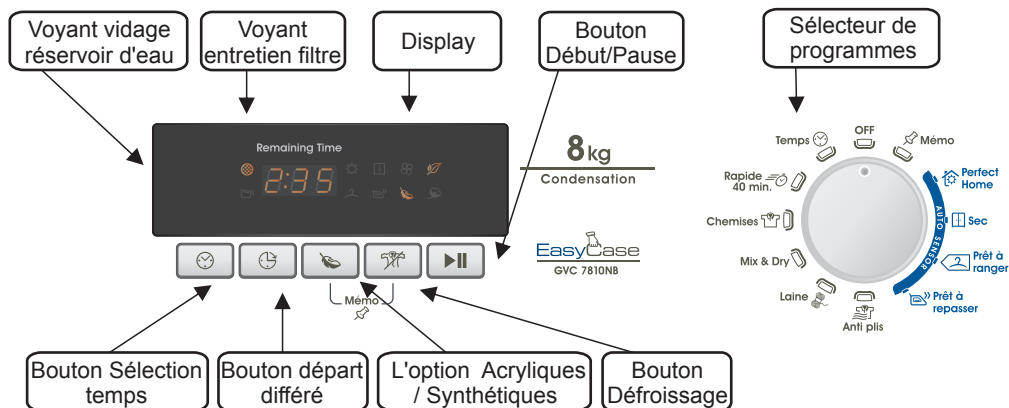 Voyant vidage
réservoir d'eau
Voyant
entretien filtre
Display
Bouton
Début/Pause
Sélecteur de
programmes
Remaining Time
2:35
8kg
Condensation
EasyCase
GVC 7810NB
Mémo
OFF
Temps
Mémo
Rapide
40 min.
Perfect
Home
Chemises
Sec
AUTO SENSOR
Mix & Dry
Prêt à
ranger
Laine
Prêt à
repasser
Anti plis
Bouton Sélection
temps
Bouton départ
différé
L'option Acryliques
/ Synthétiques
Bouton
Défroissage